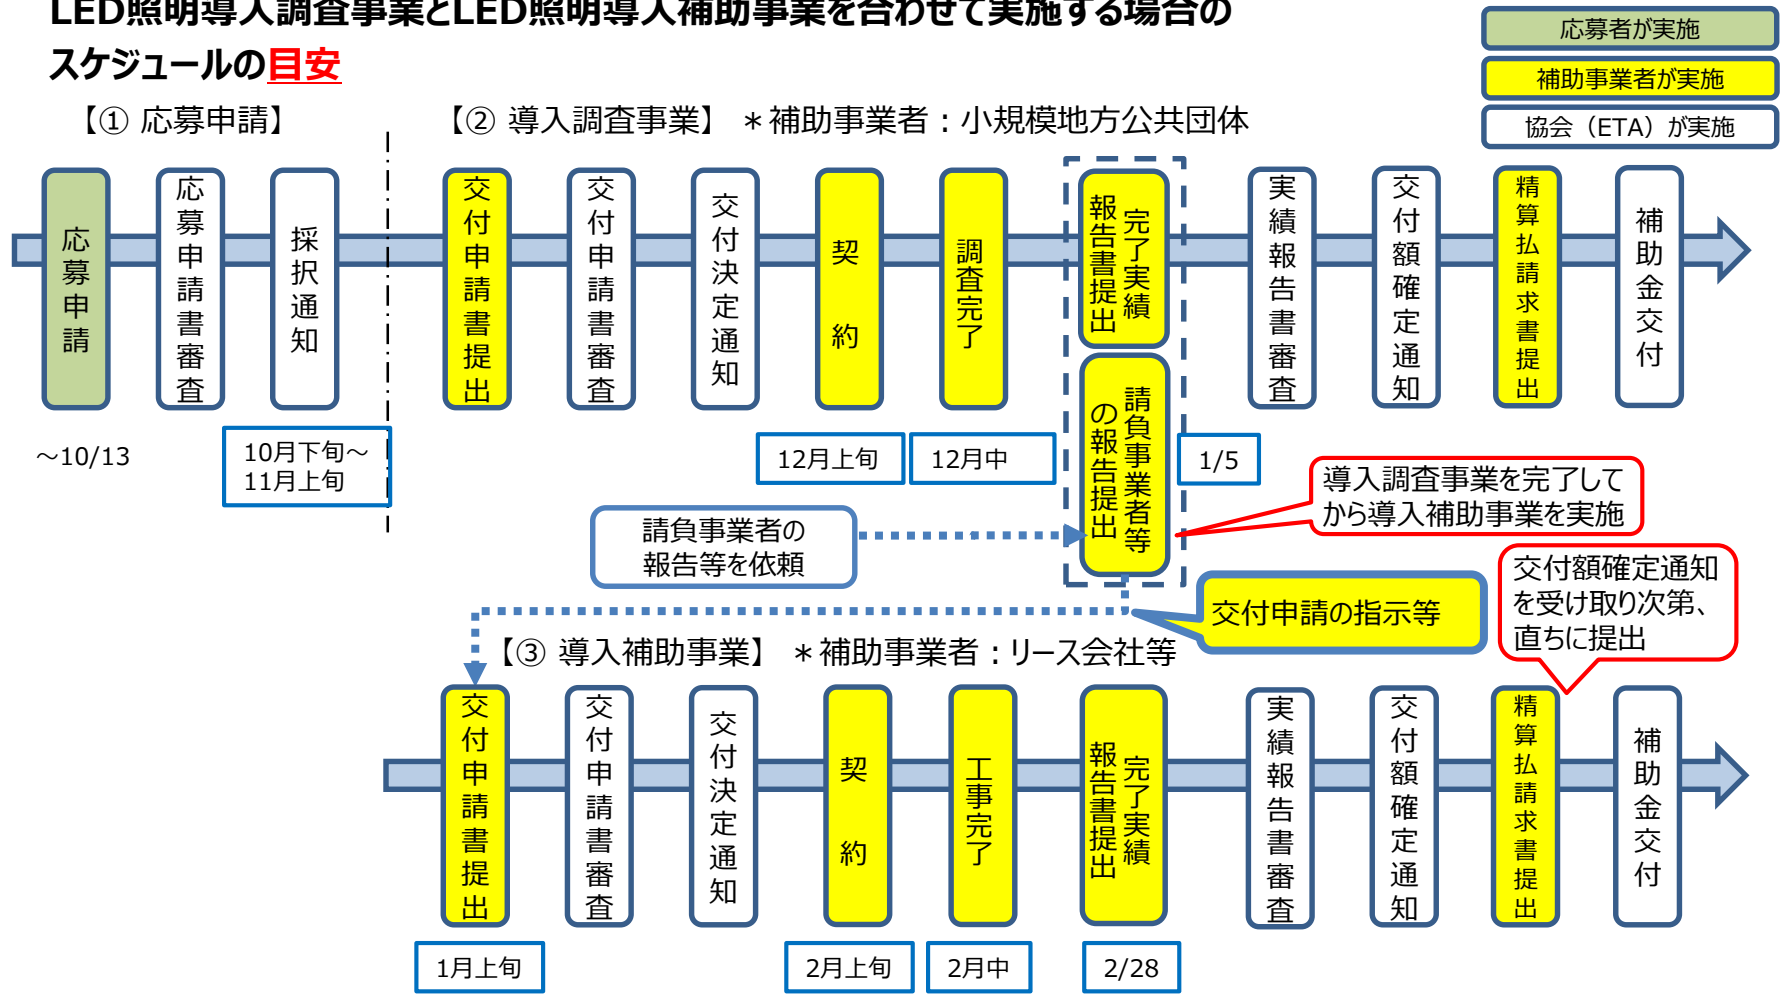 LED照明導入調査事業とLED照明導入補助事業を合わせて実施する場合の
スケジュールの目安
応募者が実施
補助事業者が実施
協会（ETA）が実施
【① 応募申請】
【② 導入調査事業】 ＊補助事業者：小規模地方公共団体
応募申請
応募申請書審査
採択通知
交付申請書提出
交付申請書審査
交付決定通知
契約
調査完了
完了実績
報告書提出
請負事業者等
の報告提出
実績報告書審査
交付額確定通知
精算払請求書提出
補助金交付
～10/13
10月下旬～
11月上旬
12月上旬
12月中
1/5
導入調査事業を完了して
から導入補助事業を実施
請負事業者の
報告等を依頼
交付申請の指示等
交付額確定通知
を受け取り次第、
直ちに提出
【③ 導入補助事業】 ＊補助事業者：リース会社等
交付申請書提出
交付申請書審査
交付決定通知
契約
工事完了
完了実績
報告書提出
実績報告書審査
交付額確定通知
精算払請求書提出
補助金交付
1月上旬
2月上旬
2月中
2/28